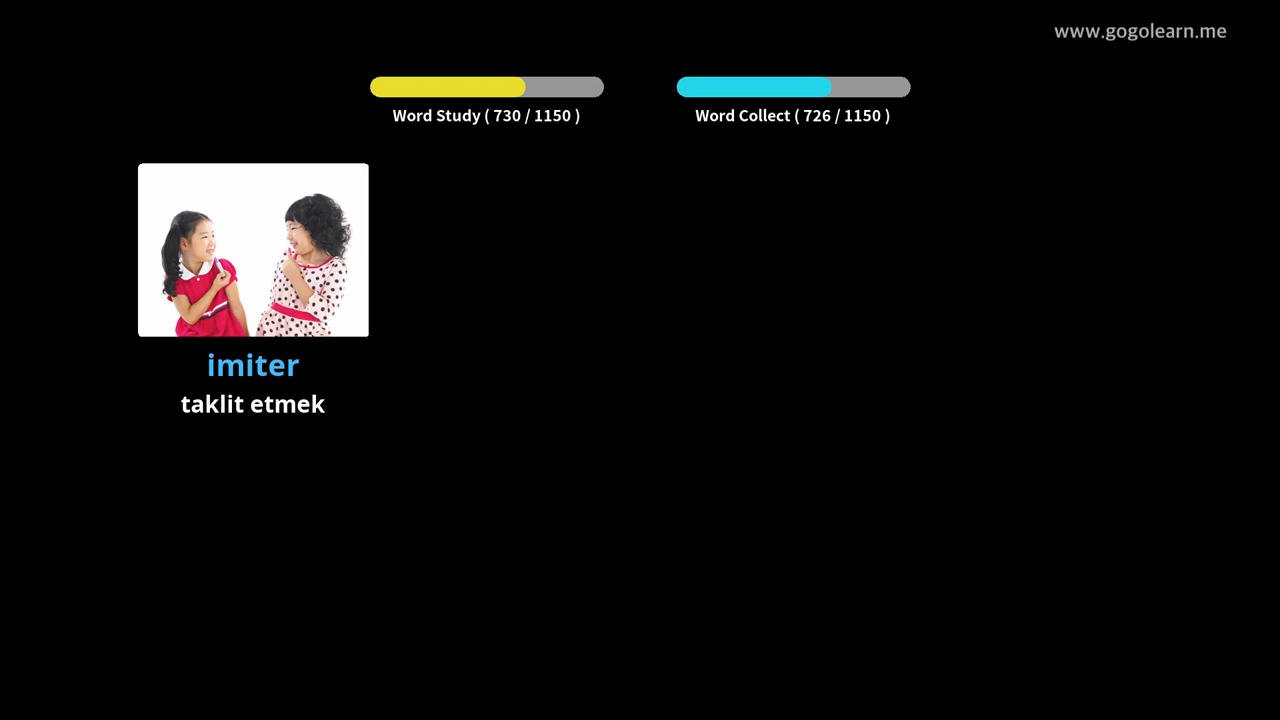 www.gogolearn.me
Word Study ( 730 / 1150 )
Word Collect ( 726 / 1150 )
imiter
taklit etmek